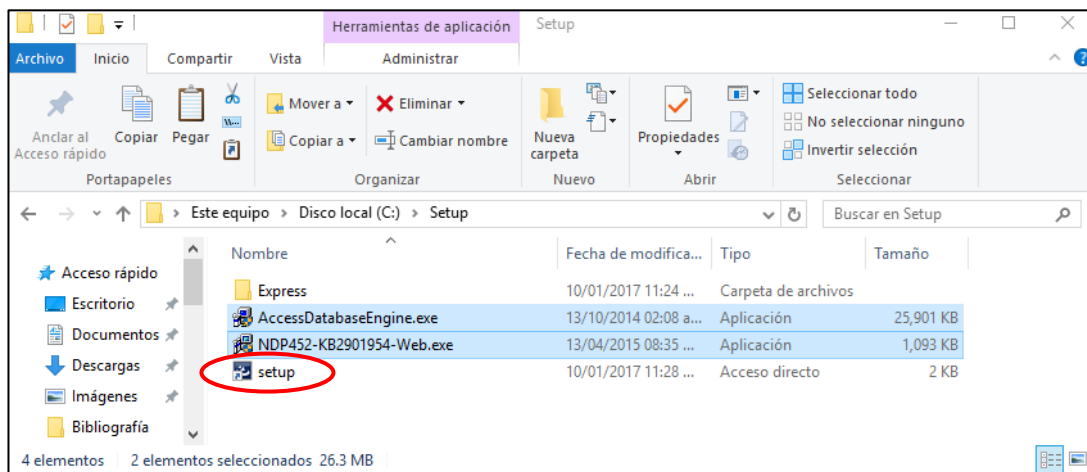 Herramientas de aplicación
Setup
Archivo
Inicio
Compartir
Vista
Administrar
Anclar al
Acceso rápido
Copiar
Pegar
Mover a
Copiar a
Eliminar
Cambiar nombre
Nueva
carpeta
Propiedades
Seleccionar todo
No seleccionar ninguno
Invertir selección
Portapapeles
Organizar
Nuevo
Abrir
Seleccionar
Este equipo > Disco local (C:) > Setup
Buscar en Setup
Nombre
Fecha de modifica...
Tipo
Tamaño
Acceso rápido
Escritorio
Documentos
Descargas
Imágenes
Bibliografía
Express 10/01/2017 11:24 ... Carpeta de archivos
AccessDatabaseEngine.exe 13/10/2014 02:08 a... Aplicación 25,901 KB
NDP452-KB2901954-Web.exe 13/04/2015 08:35 ... Aplicación 1,093 KB
setup 10/01/2017 11:28 ... Acceso directo 2 KB
4 elementos
2 elementos seleccionados 26.3 MB